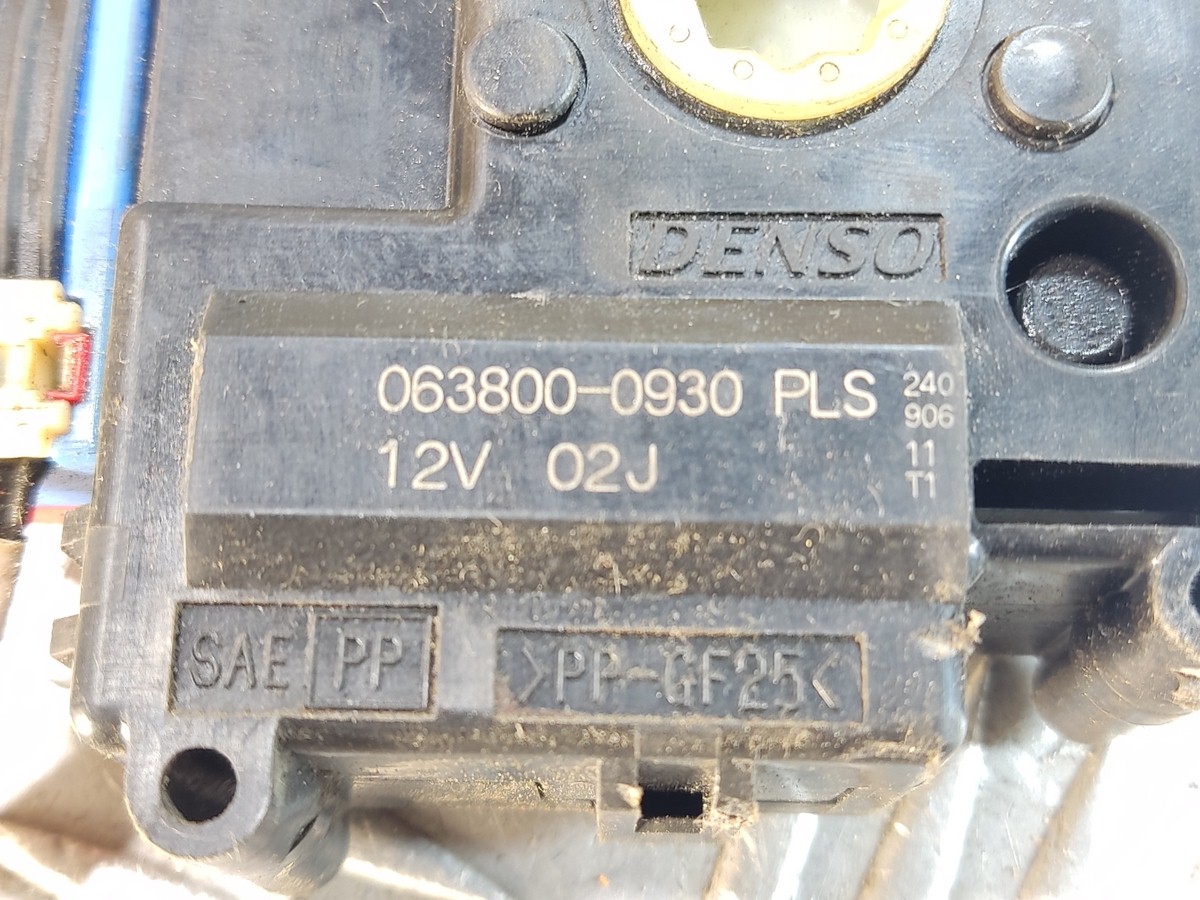 DENSO
063800-0930 PLS
12V 02J
240
906
11
T1
SAE PP
>PP-GF25<